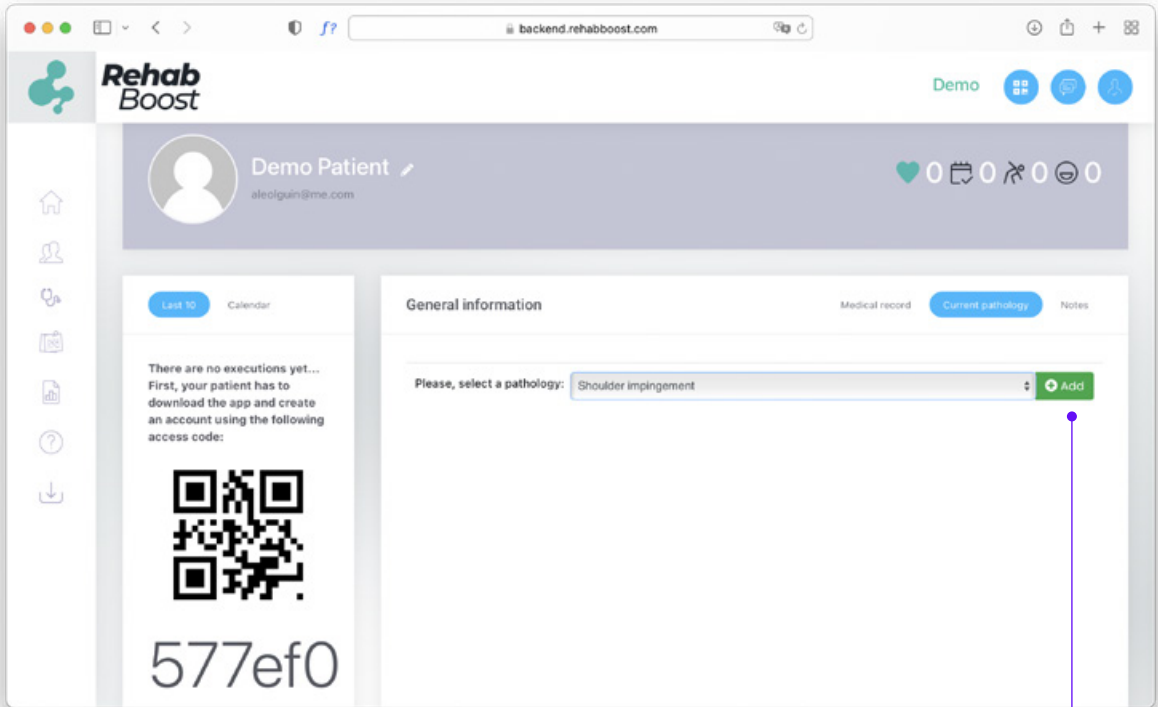 f?
backend.rehabboost.com
Rehab
Boost
Demo
Demo Patient
aleolguin@me.com
0 0 0 0
Last 10
Calendar
There are no executions yet...
First, your patient has to
download the app and create
an account using the following
access code:
577ef0
General information
Medical record
Current pathology
Notes
Please, select a pathology:
Shoulder impingement
Add